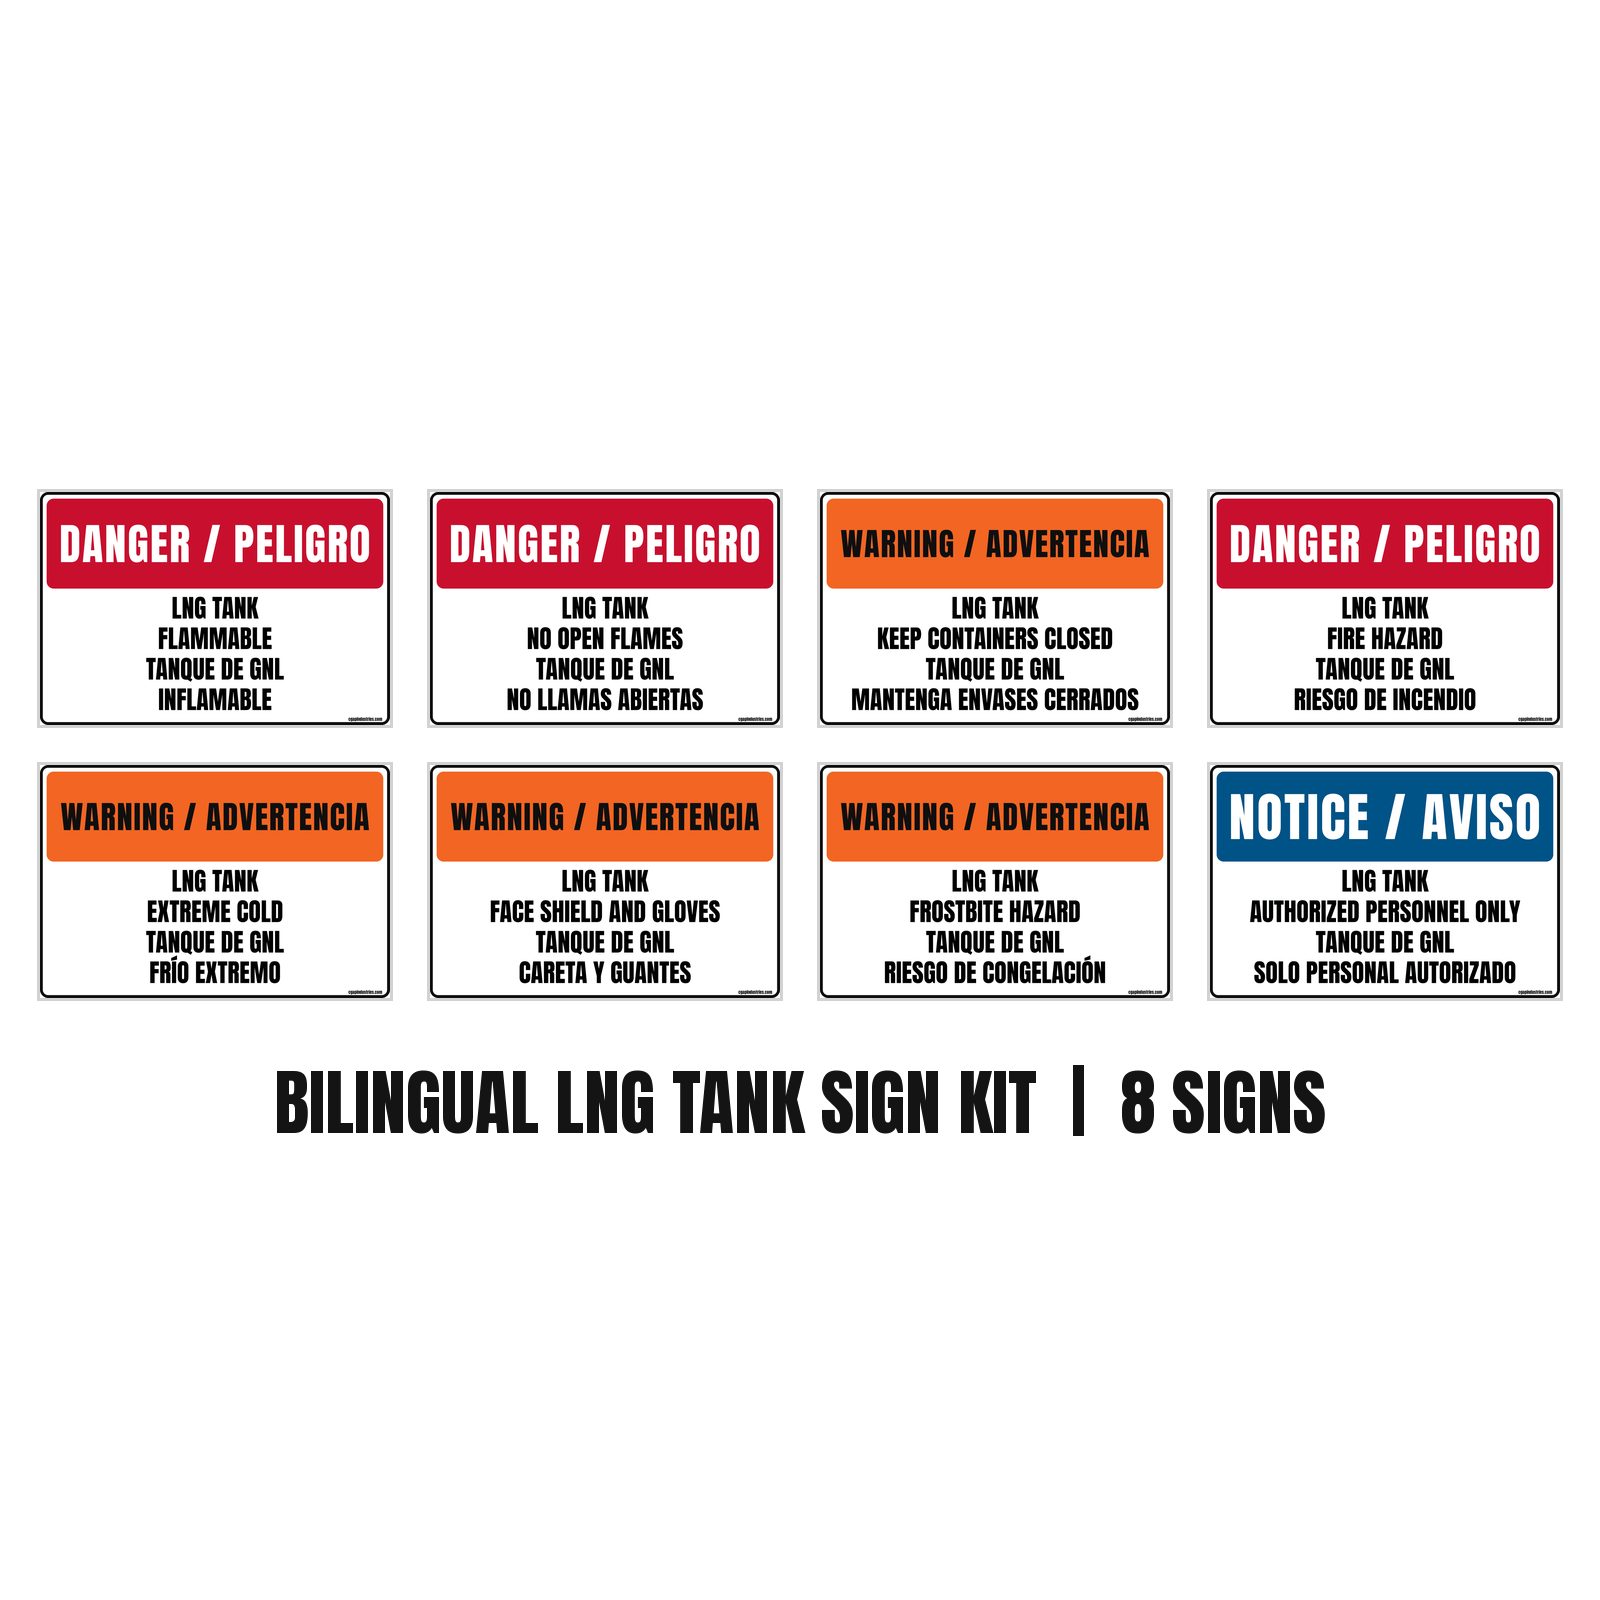 DANGER / PELIGRO
LNG TANK
FLAMMABLE
TANQUE DE GNL
INFLAMABLE
cgaphindustries.com
DANGER / PELIGRO
LNG TANK
NO OPEN FLAMES
TANQUE DE GNL
NO LLAMAS ABIERTAS
WARNING / ADVERTENCIA
LNG TANK
KEEP CONTAINERS CLOSED
TANQUE DE GNL
MANTENGA ENVASES CERRADOS
DANGER / PELIGRO
LNG TANK
FIRE HAZARD
TANQUE DE GNL
RIESGO DE INCENDIO
WARNING / ADVERTENCIA
LNG TANK
EXTREME COLD
TANQUE DE GNL
FRÍO EXTREMO
WARNING / ADVERTENCIA
LNG TANK
FACE SHIELD AND GLOVES
TANQUE DE GNL
CARETA Y GUANTES
WARNING / ADVERTENCIA
LNG TANK
FROSTBITE HAZARD
TANQUE DE GNL
RIESGO DE CONGELACIÓN
NOTICE / AVISO
LNG TANK
AUTHORIZED PERSONNEL ONLY
TANQUE DE GNL
SOLO PERSONAL AUTORIZADO
BILINGUAL LNG TANK SIGN KIT | 8 SIGNS